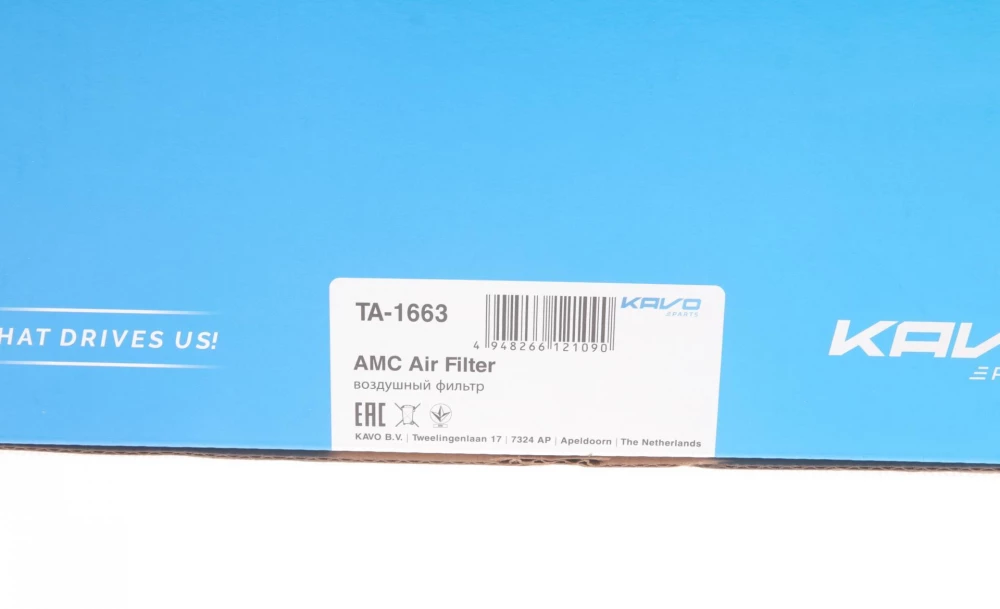 TA-1663
KAVO
PARTS
4 948266 121090
AMC Air Filter
воздушный фильтр
EAC
KAVO B.V. | Tweelingenlaan 17 | 7324 AP | Apeldoorn | The Netherlands
HAT DRIVES US!
KAV